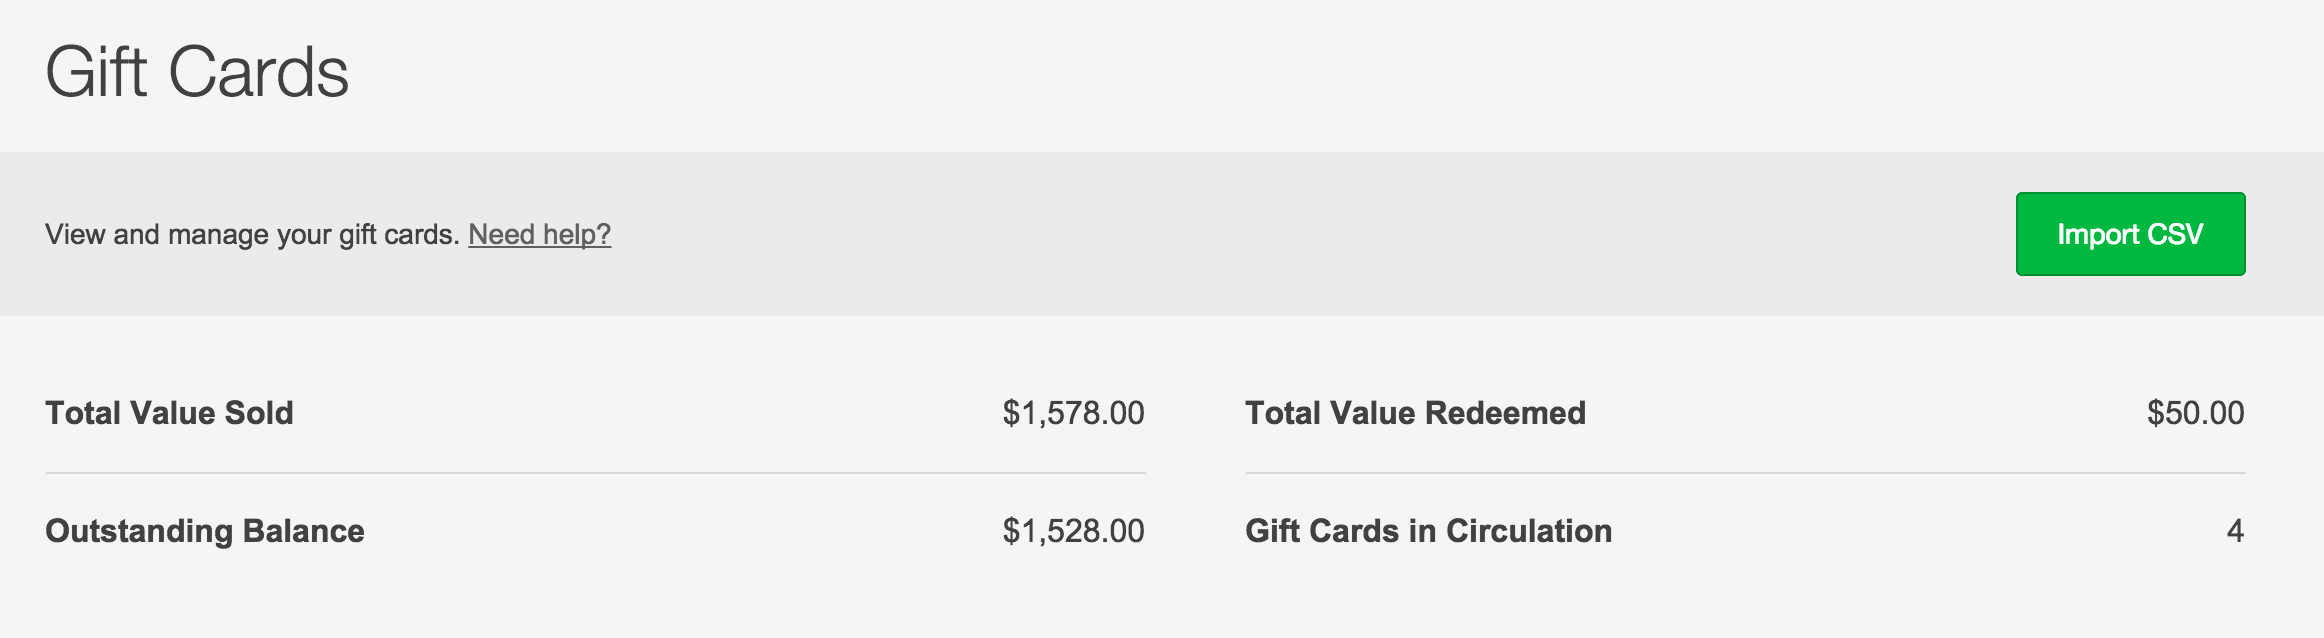 Gift Cards
View and manage your gift cards. Need help?
Import CSV
Total Value Sold $1,578.00
Total Value Redeemed $50.00
Outstanding Balance $1,528.00
Gift Cards in Circulation 4